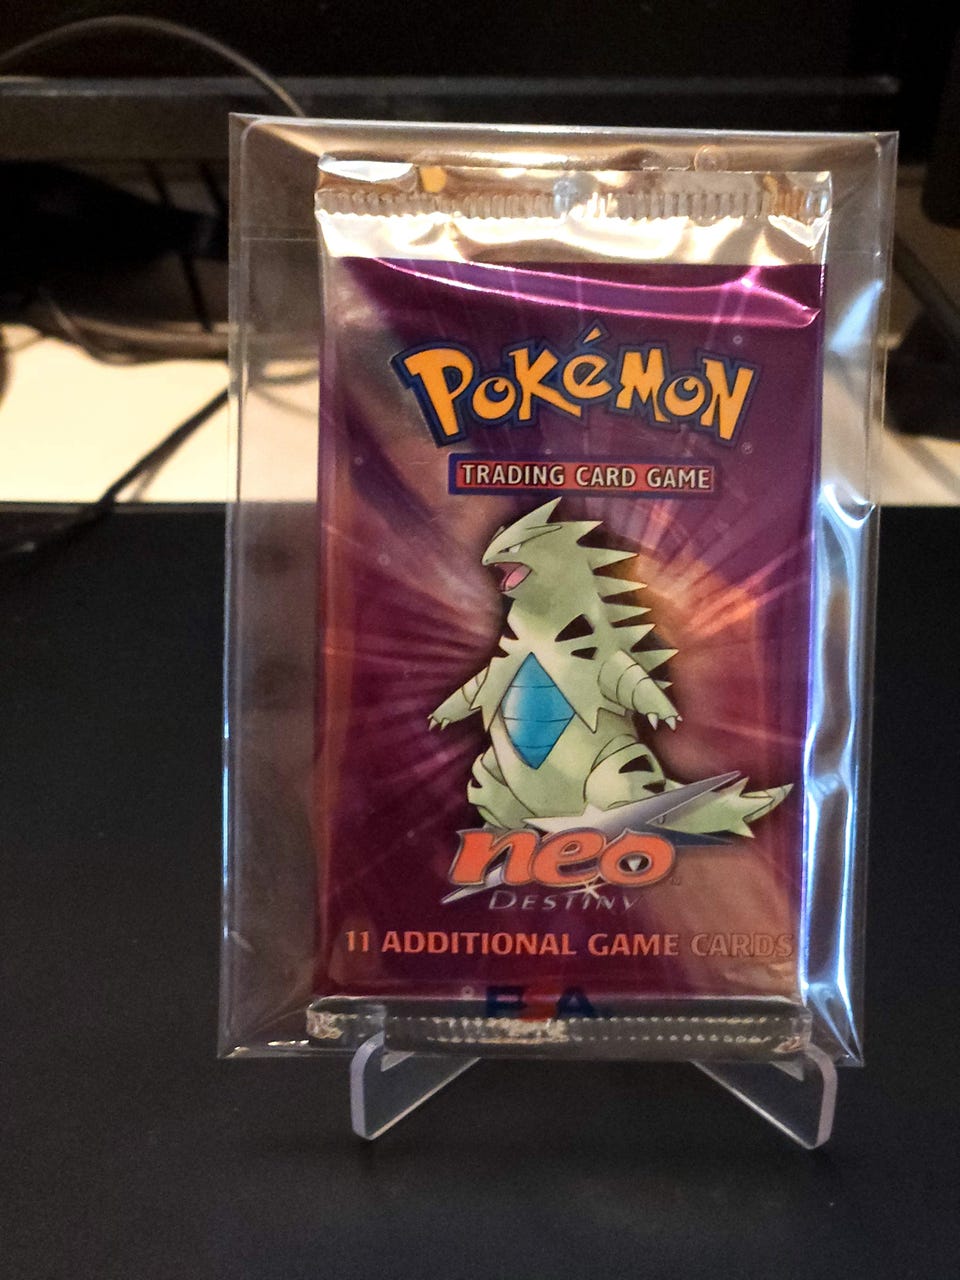 POKéMON
TRADING CARD GAME
neo
DESTINY
11 ADDITIONAL GAME CARDS